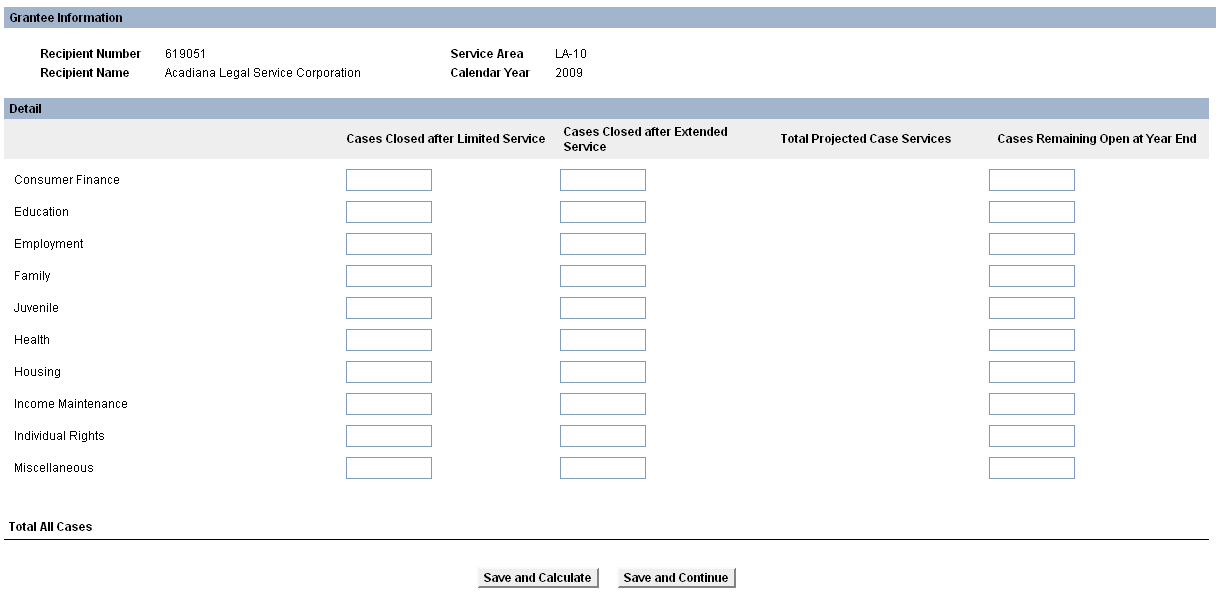 Grantee Information
Recipient Number 619051 Service Area LA-10
Recipient Name Acadiana Legal Service Corporation Calendar Year 2009
Detail
Cases Closed after Limited Service Cases Closed after Extended Service Total Projected Case Services Cases Remaining Open at Year End
Consumer Finance
Education
Employment
Family
Juvenile
Health
Housing
Income Maintenance
Individual Rights
Miscellaneous
Total All Cases
Save and Calculate Save and Continue